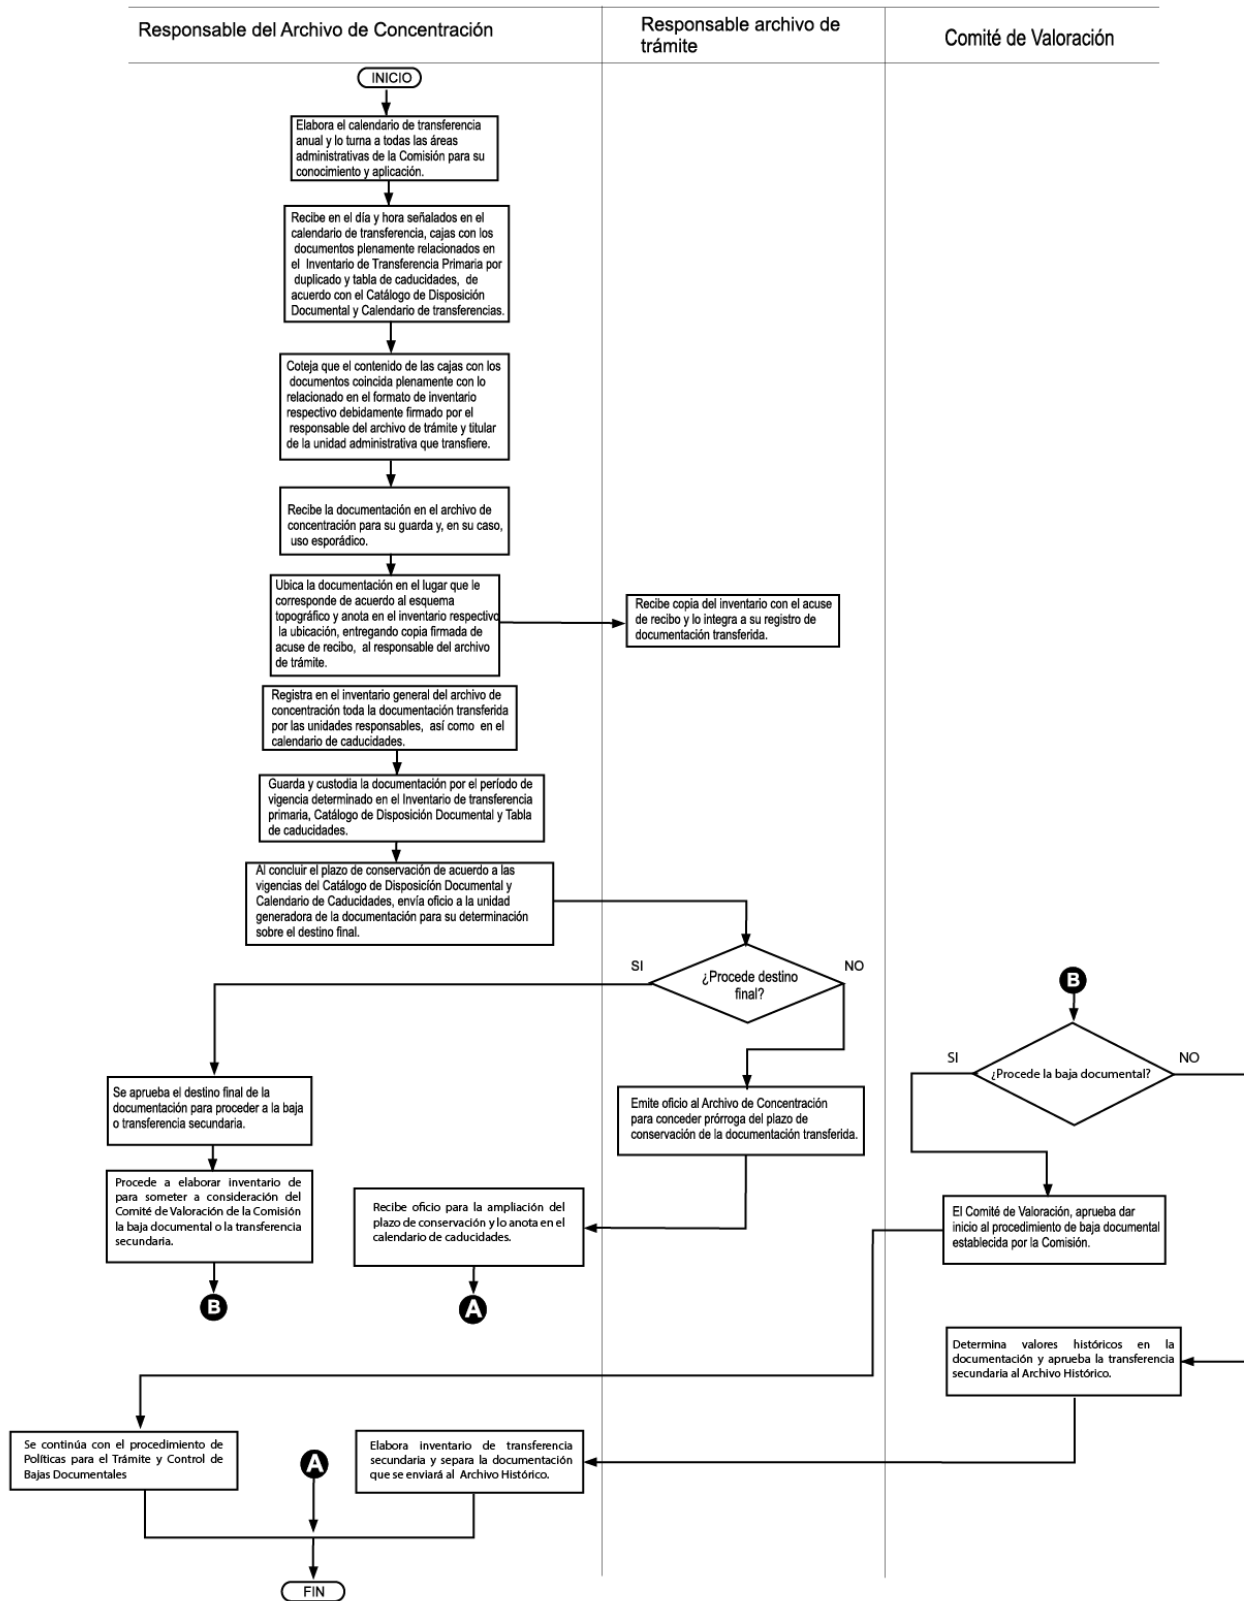 Responsable del Archivo de Concentración
Responsable archivo de
trámite
Comité de Valoración
INICIO
Elabora el calendario de transferencia
anual y lo turna a todas las áreas
administrativas de la Comisión para su
conocimiento y aplicación.
Recibe en el día y hora señalados en el
calendario de transferencia, cajas con los
documentos plenamente relacionados en
el Inventario de Transferencia Primaria por
duplicado y tabla de caducidades, de
acuerdo con el Catálogo de Disposición
Documental y Calendario de transferencias.
Coteja que el contenido de las cajas con los
documentos coincida plenamente con lo
relacionado en el formato de inventario
respectivo debidamente firmado por el
responsable del archivo de trámite y titular
de la unidad administrativa que transfiere.
Recibe la documentación en el archivo de
concentración para su guarda y, en su caso,
uso esporádico.
Ubica la documentación en el lugar que le
corresponde de acuerdo al esquema
topográfico y anota en el inventario respectivo
la ubicación, entregando copia firmada de
acuse de recibo, al responsable del archivo
de trámite.
Recibe copia del inventario con el acuse
de recibo y lo integra a su registro de
documentación transferida.
Registra en el inventario general del archivo de
concentración toda la documentación transferida
por las unidades responsables, así como en el
calendario de caducidades.
Guarda y custodia la documentación por el período de
vigencia determinado en el Inventario de transferencia
primaria, Catálogo de Disposición Documental y Tabla
de caducidades.
Al concluir el plazo de conservación de acuerdo a las
vigencias del Catálogo de Disposición Documental y
Calendario de Caducidades, envía oficio a la unidad
generadora de la documentación para su determinación
sobre el destino final.
SI
¿Procede destino
final?
NO
B
SI
¿Procede la baja documental?
NO
Se aprueba el destino final de la
documentación para proceder a la baja
o transferencia secundaria.
Emite oficio al Archivo de Concentración
para conceder prórroga del plazo de
conservación de la documentación transferida.
Procede a elaborar inventario de
para someter a consideración del
Comité de Valoración de la Comisión
la baja documental o la transferencia
secundaria.
Recibe oficio para la ampliación del
plazo de conservación y lo anota en el
calendario de caducidades.
El Comité de Valoración, aprueba dar
inicio al procedimiento de baja documental
establecida por la Comisión.
B
A
Determina valores históricos en la
documentación y aprueba la transferencia
secundaria al Archivo Histórico.
Se continúa con el procedimiento de
Políticas para el Trámite y Control de
Bajas Documentales
A
Elabora inventario de transferencia
secundaria y separa la documentación
que se enviará al Archivo Histórico.
FIN